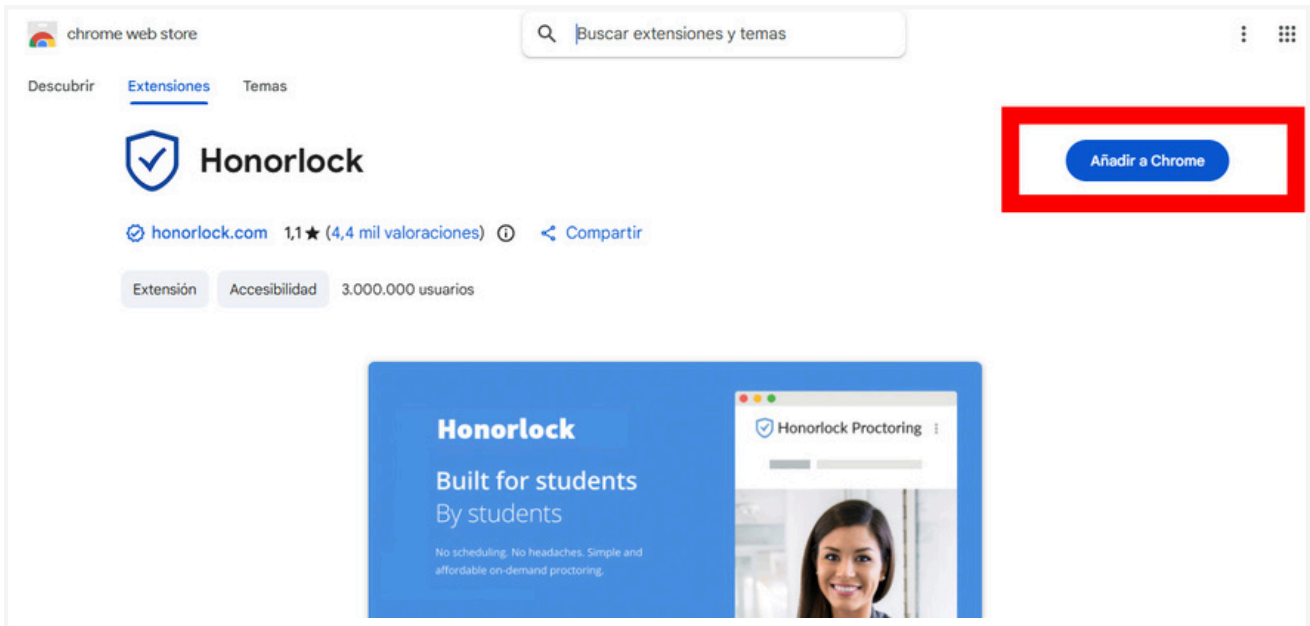 chrome web store
Buscar extensiones y temas
Descubrir Extensiones Temas
Honorlock
Añadir a Chrome
honorlock.com 1,1★ (4,4 mil valoraciones) Compartir
Extensión Accesibilidad 3.000.000 usuarios
Honorlock
Built for students
By students
No scheduling. No headaches. Simple and
affordable on-demand proctoring.
Honorlock Proctoring